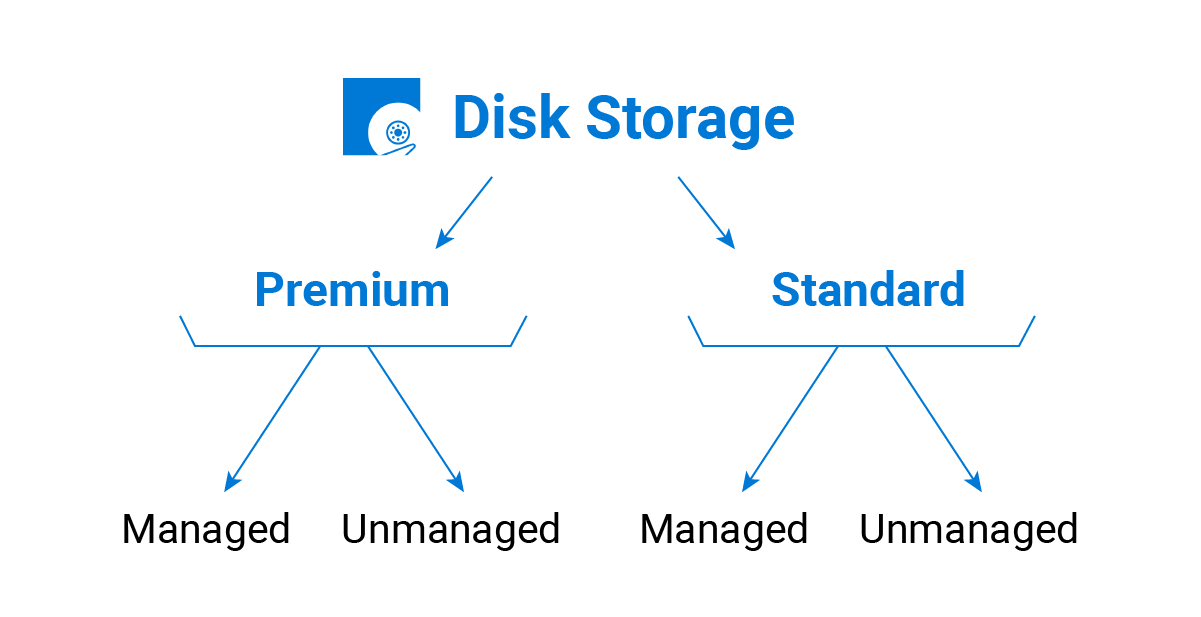 Disk Storage
Premium
Standard
Managed
Unmanaged
Managed
Unmanaged